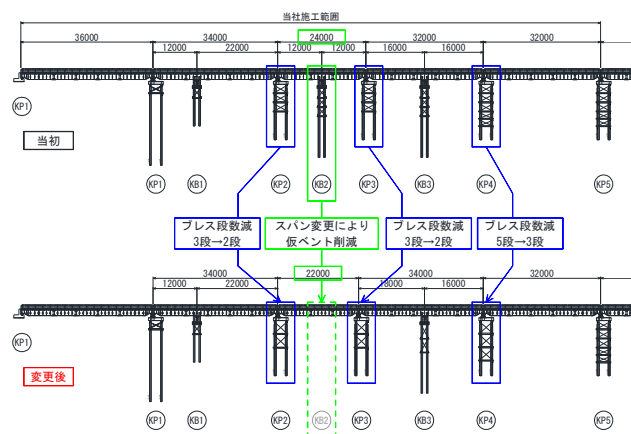 当社施工範囲
36000
34000
24000
32000
32000
12000
22000
12000
12000
16000
16000
KP1
当初
KP1
KB1
KP2
KB2
KP3
KB3
KP4
KP5
ブレス段数減
3段→2段
スパン変更により
仮ベント削減
ブレス段数減
3段→2段
ブレス段数減
5段→3段
34000
22000
34000
32000
12000
22000
18000
16000
KP1
変更後
KP1
KB1
KP2
KB2
KP3
KB3
KP4
KP5